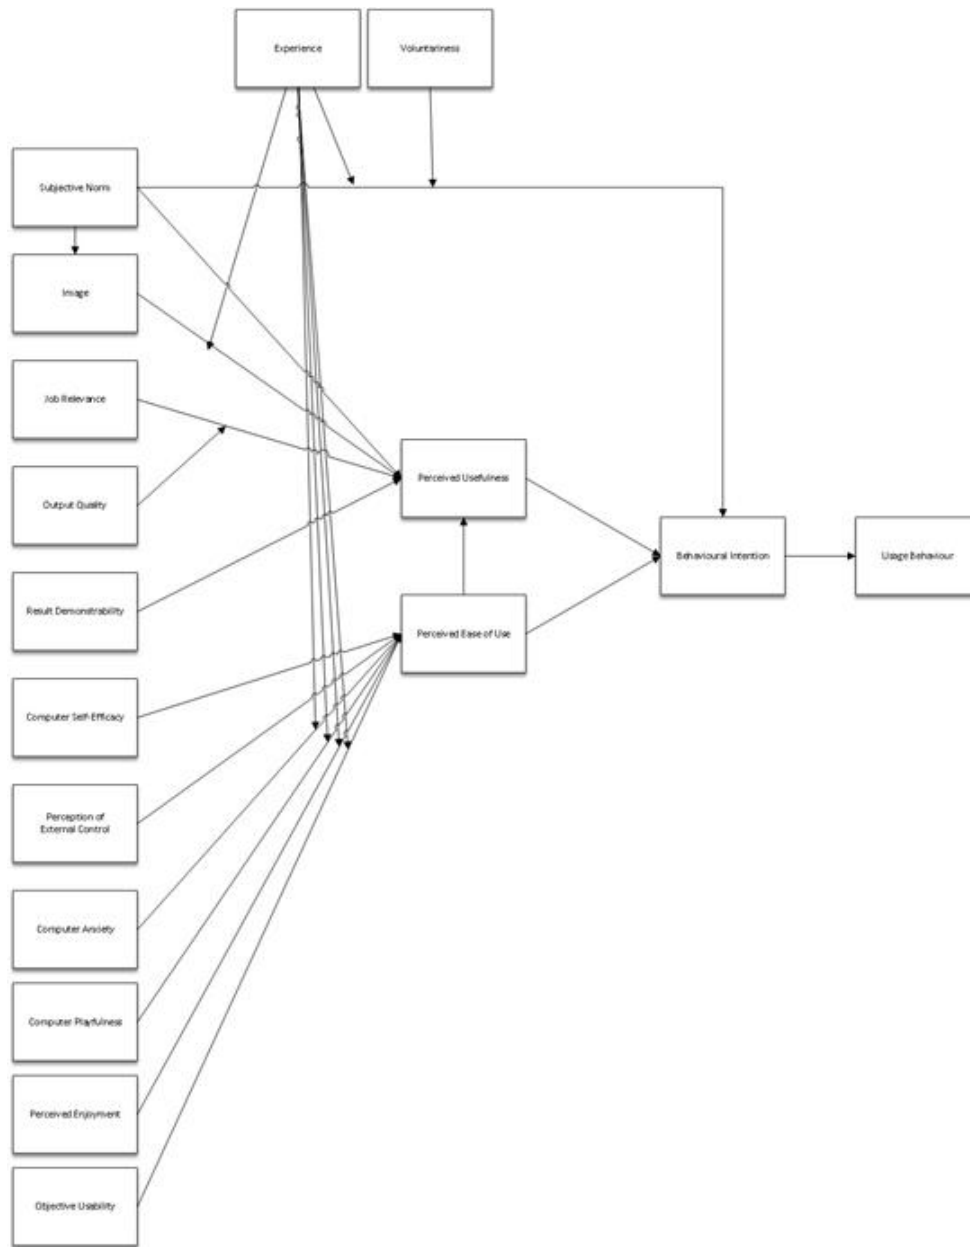 Experience
Voluntariness
Subjective Norm
Image
Job Relevance
Output Quality
Result Demonstrability
Computer Self-Efficacy
Perception of
External Control
Computer Anxiety
Computer Playfulness
Perceived Enjoyment
Objective Usability
Perceived Usefulness
Perceived Ease of Use
Behavioural Intention
Usage Behaviour